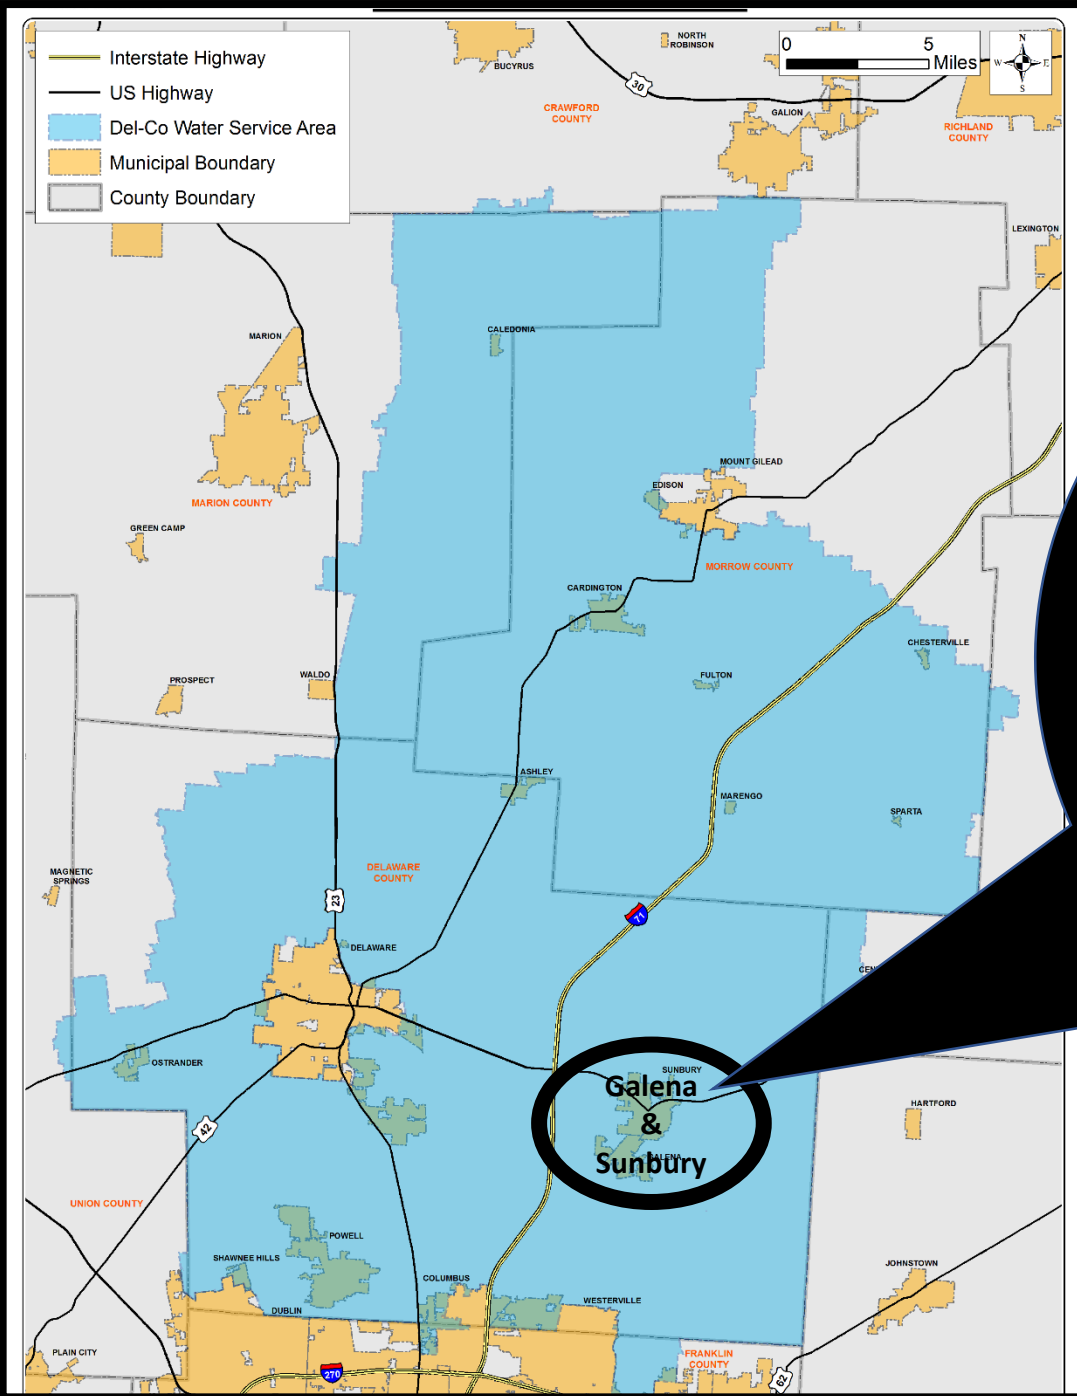 Interstate Highway
US Highway
Del-Co Water Service Area
Municipal Boundary
County Boundary
0 5
Miles
N
W E
S
NORTH
ROBINSON
BUCYRUS
30
CRAWFORD
COUNTY
GALION
RICHLAND
COUNTY
LEXINGTON
CALEDONIA
MARION
MOUNT GILEAD
EDISON
MARION COUNTY
GREEN CAMP
MORROW COUNTY
CARDINGTON
CHESTERVILLE
WALDO
PROSPECT
FULTON
ASHLEY
MARENGO
SPARTA
DELAWARE
COUNTY
MAGNETIC
SPRINGS
23
71
DELAWARE
CEN
OSTRANDER
SUNBURY
Galena
&
Sunbury
GALENA
HARTFORD
42
UNION COUNTY
POWELL
SHAWNEE HILLS
JOHNSTOWN
COLUMBUS
WESTERVILLE
DUBLIN
PLAIN CITY
FRANKLIN
COUNTY
270
62